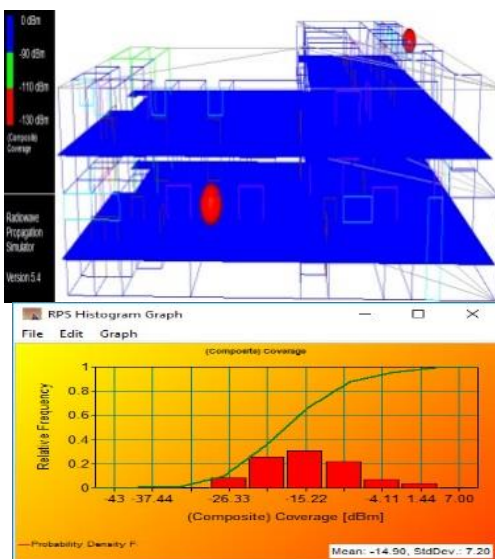 0 dBm
-90 dBm
-110 dBm
-130 dBm
(Composite)
Coverage
Radiowave
Propagation
Simulator
Version 5.4
RPS Histogram Graph
File Edit Graph
(Composite) Coverage
Relative Frequency
1
0.8
0.6
0.4
0.2
0
-43 -37.44 -26.33 -15.22 -4.11 1.44 7.00
(Composite) Coverage [dBm]
Probability Density F
Mean: -14.90, StdDev.: 7.20